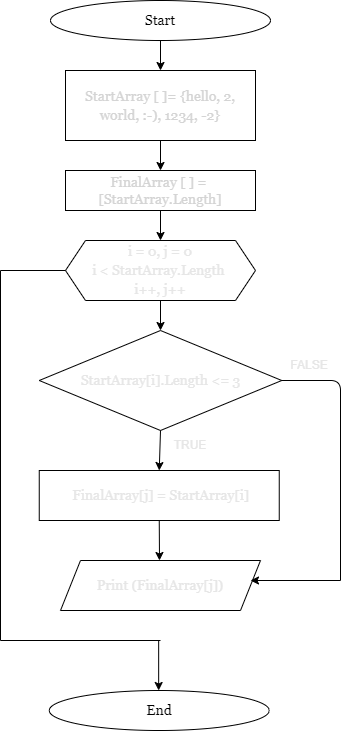 Start
StartArray [ ]= {hello, 2,
world, :-), 1234, -2}
FinalArray [ ] =
[StartArray.Length]
i = 0, j = 0
i < StartArray.Length
i++, j++
StartArray[i].Length <= 3
FALSE
TRUE
FinalArray[j] = StartArray[i]
Print (FinalArray[j])
End